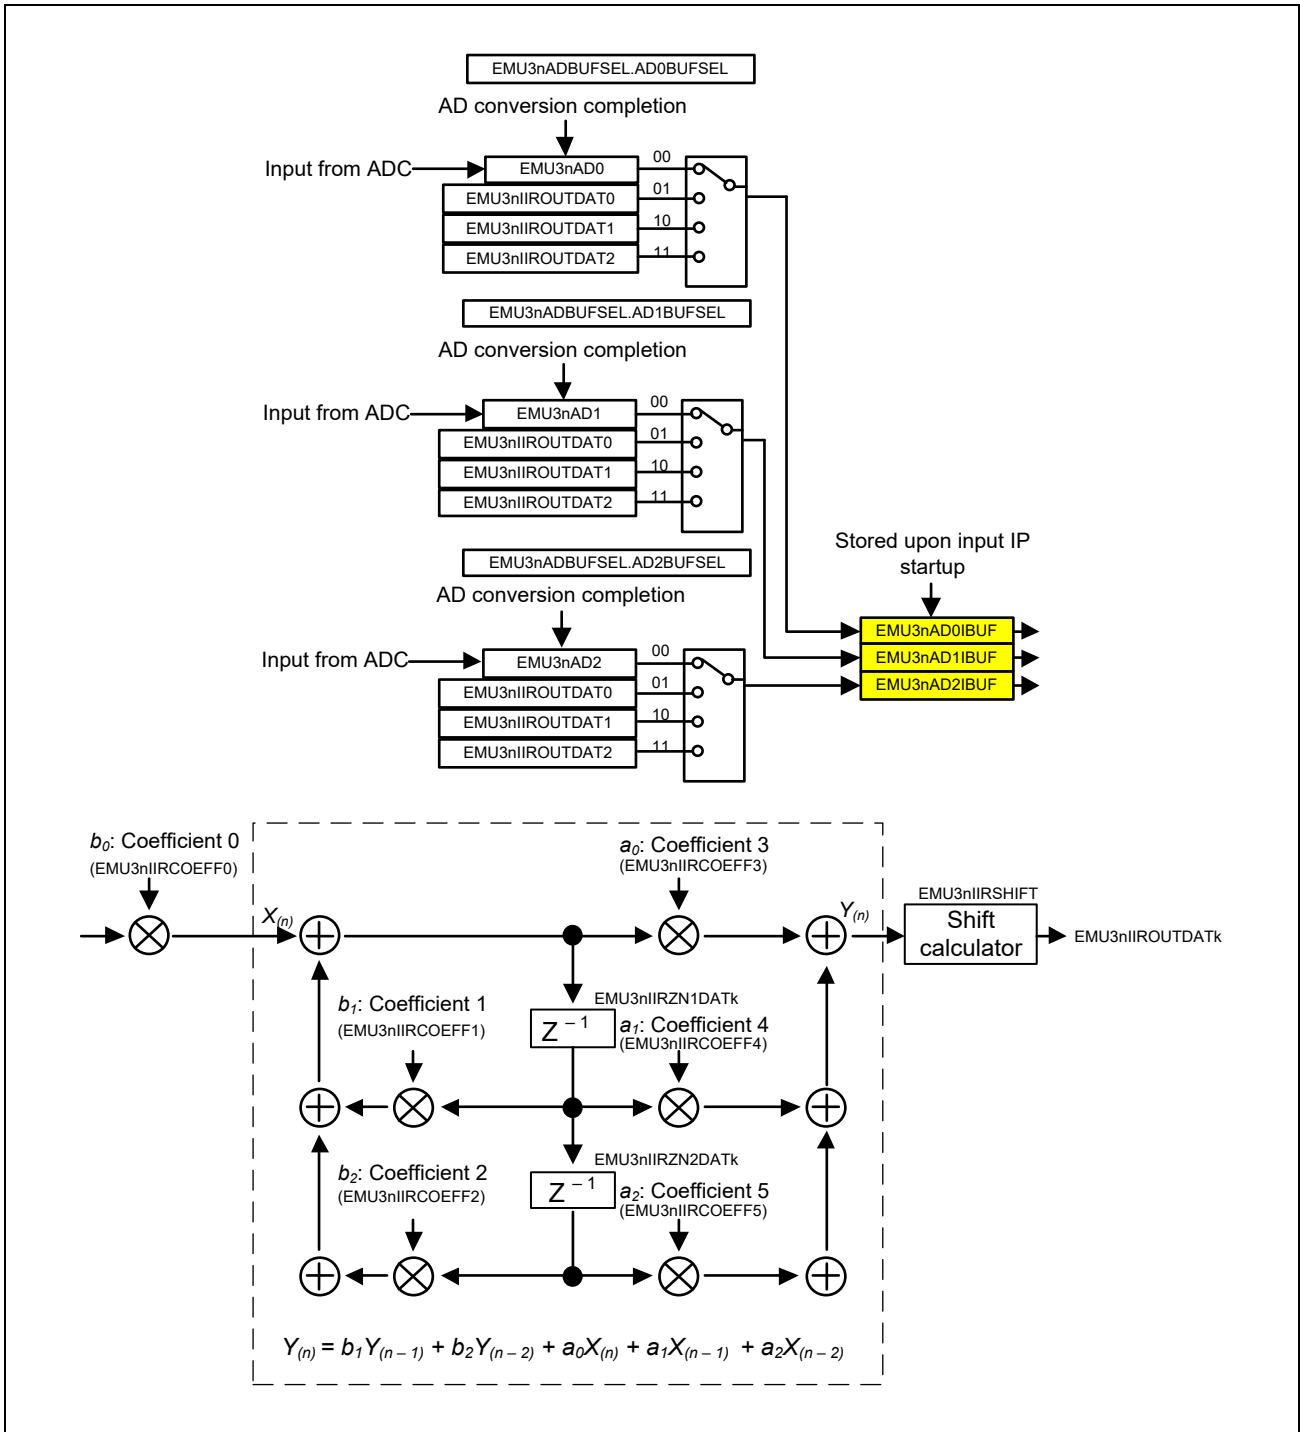 EMU3nADBUFSEL.AD0BUFSEL
AD conversion completion
Input from ADC
EMU3nAD0
00
EMU3nIIROUTDAT0
01
EMU3nIIROUTDAT1
10
EMU3nIIROUTDAT2
11
EMU3nADBUFSEL.AD1BUFSEL
AD conversion completion
Input from ADC
EMU3nAD1
00
EMU3nIIROUTDAT0
01
EMU3nIIROUTDAT1
10
EMU3nIIROUTDAT2
11
EMU3nADBUFSEL.AD2BUFSEL
AD conversion completion
Input from ADC
EMU3nAD2
00
EMU3nIIROUTDAT0
01
EMU3nIIROUTDAT1
10
EMU3nIIROUTDAT2
11
Stored upon input IP
startup
EMU3nAD0IBUF
EMU3nAD1IBUF
EMU3nAD2IBUF
b0: Coefficient 0
(EMU3nIIRCOEFF0)
X(n)
a0: Coefficient 3
(EMU3nIIRCOEFF3)
Y(n)
EMU3nIIRSHIFT
Shift
calculator
EMU3nIIROUTDATk
b1: Coefficient 1
(EMU3nIIRCOEFF1)
EMU3nIIRZN1DATk
Z – 1
a1: Coefficient 4
(EMU3nIIRCOEFF4)
b2: Coefficient 2
(EMU3nIIRCOEFF2)
EMU3nIIRZN2DATk
Z – 1
a2: Coefficient 5
(EMU3nIIRCOEFF5)
Y(n) = b1Y(n – 1) + b2Y(n – 2) + a0X(n) + a1X(n – 1) + a2X(n – 2)